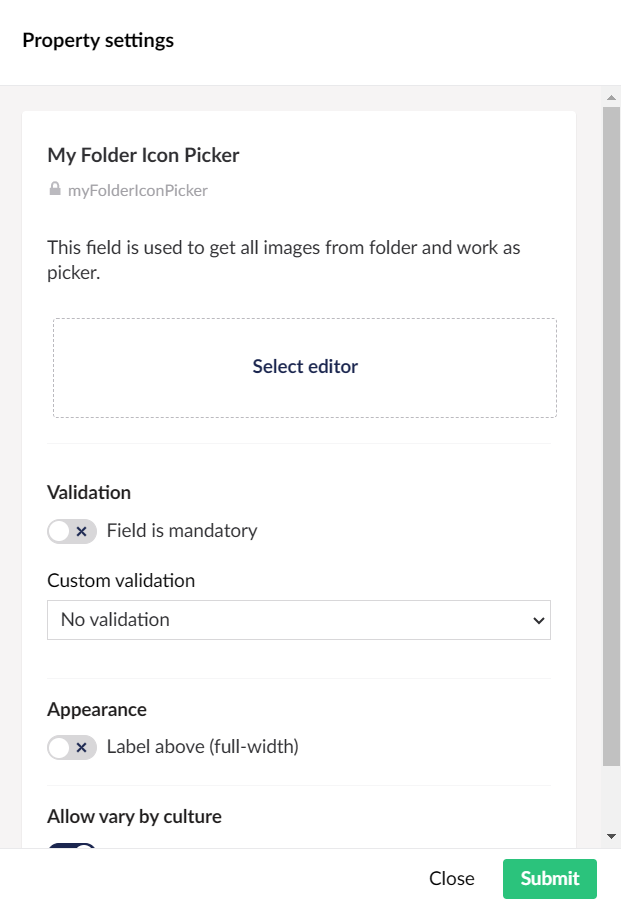 Property settings
My Folder Icon Picker
myFolderIconPicker
This field is used to get all images from folder and work as
picker.
Select editor
Validation
Field is mandatory
Custom validation
No validation
Appearance
Label above (full-width)
Allow vary by culture
Close
Submit